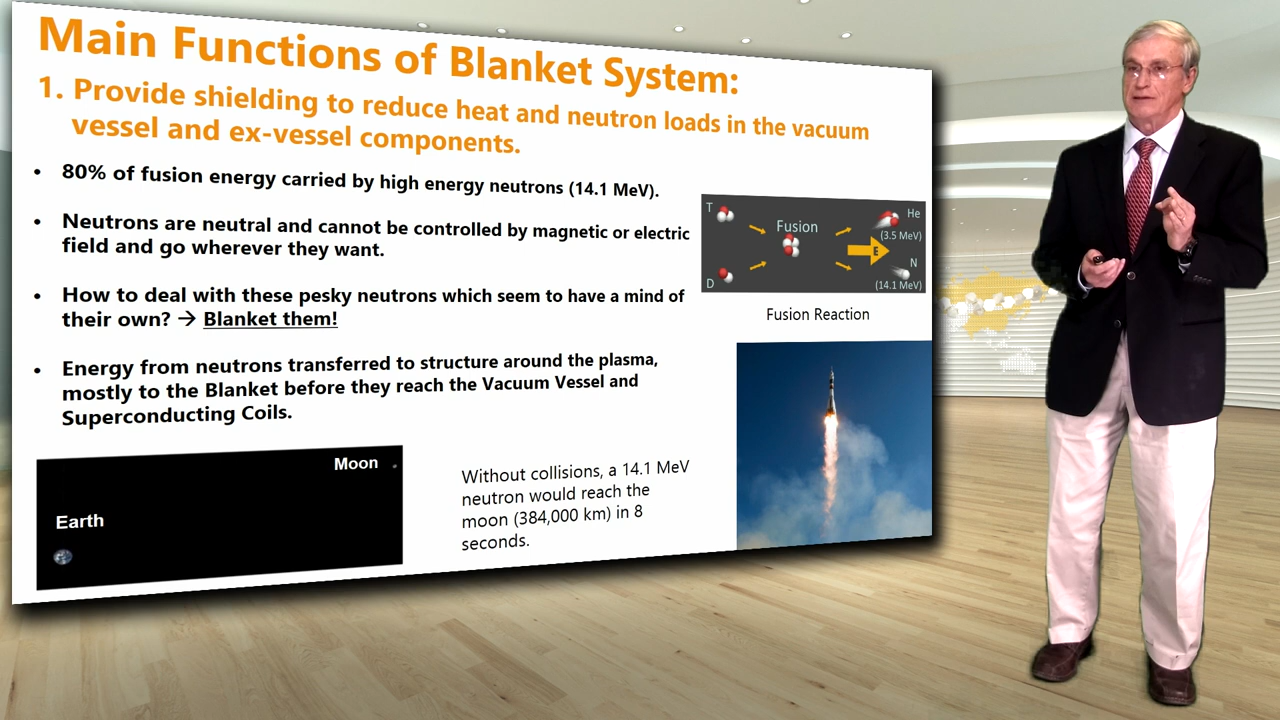 Main Functions of Blanket System:
1. Provide shielding to reduce heat and neutron loads in the vacuum
vessel and ex-vessel components.
• 80% of fusion energy carried by high energy neutrons (14.1 MeV).
• Neutrons are neutral and cannot be controlled by magnetic or electric
field and go wherever they want.
• How to deal with these pesky neutrons which seem to have a mind of
their own? → Blanket them!
• Energy from neutrons transferred to structure around the plasma,
mostly to the Blanket before they reach the Vacuum Vessel and
Superconducting Coils.
T
Fusion
He
(3.5 MeV)
E
N
D
(14.1 MeV)
Fusion Reaction
Moon
Earth
Without collisions, a 14.1 MeV
neutron would reach the
moon (384,000 km) in 8
seconds.